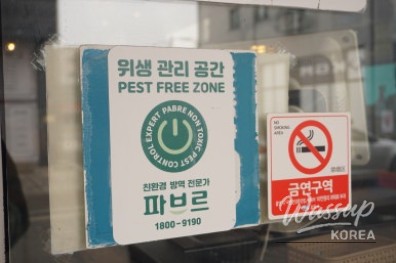 위생 관리 공간
PEST FREE ZONE
EXPERT PABRE NON TOXIC PEST CONTROL
친환경 방역 전문가
파브르
1800-9190
NO
SMOKING
AREA
금연구역
Wassup
KOREA